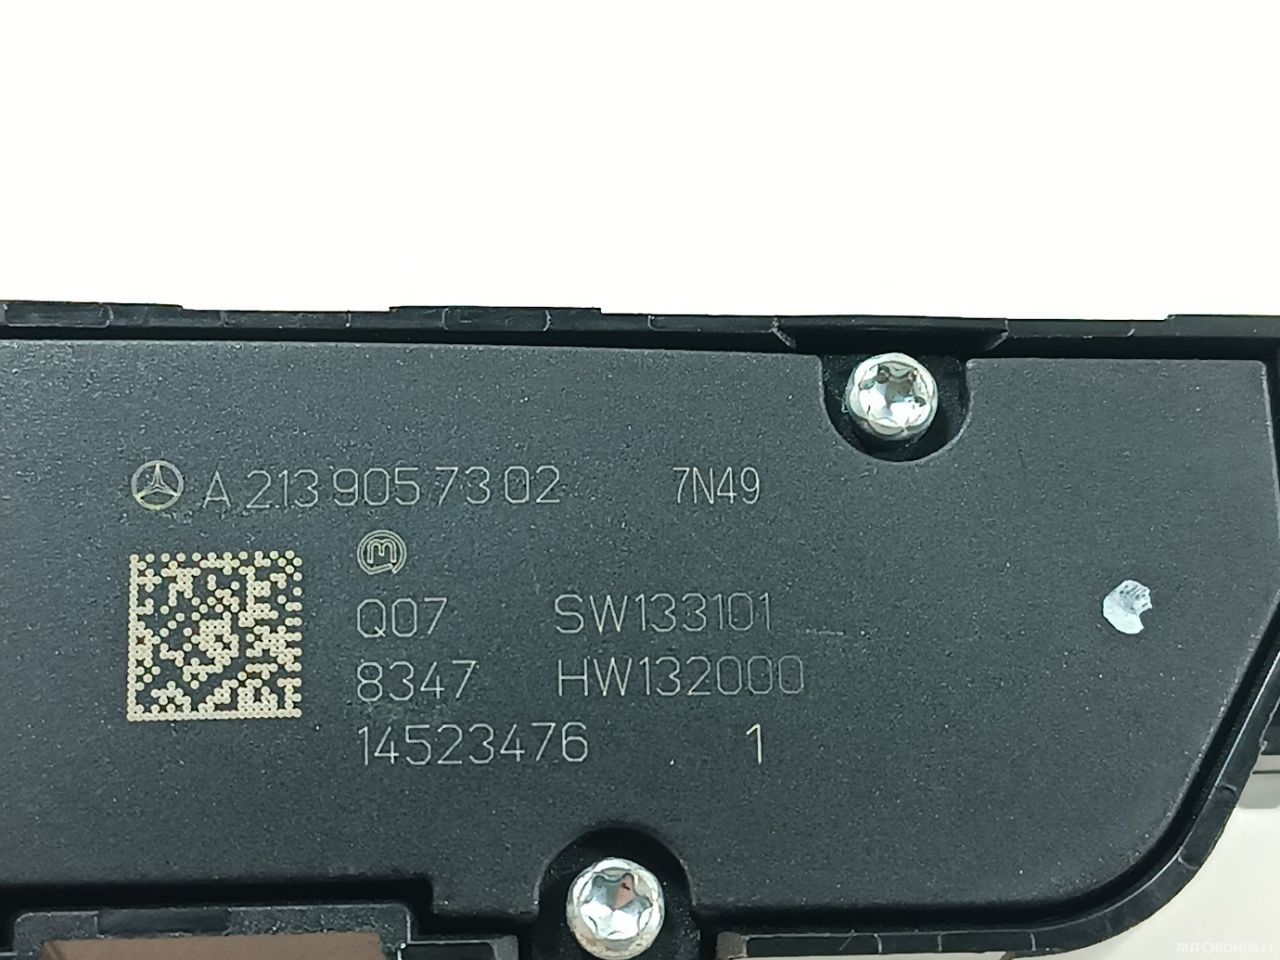 A 213 905 73 02 7N49
m
Q07 SW133101
8347 HW132000
14523476 1
AUTOBONUS.LT